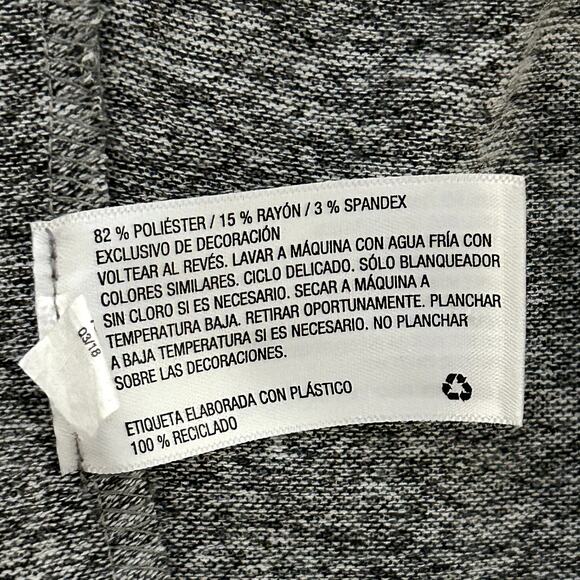 82 % POLIÉSTER / 15 % RAYÓN / 3 % SPANDEX
EXCLUSIVO DE DECORACIÓN
VOLTEAR AL REVÉS. LAVAR A MÁQUINA CON AGUA FRÍA CON
COLORES SIMILARES. CICLO DELICADO. SÓLO BLANQUEADOR
SIN CLORO SI ES NECESARIO. SECAR A MÁQUINA A
TEMPERATURA BAJA. RETIRAR OPORTUNAMENTE. PLANCHAR
A BAJA TEMPERATURA SI ES NECESARIO. NO PLANCHAR
SOBRE LAS DECORACIONES.
ETIQUETA ELABORADA CON PLÁSTICO
100 % RECICLADO
03/18